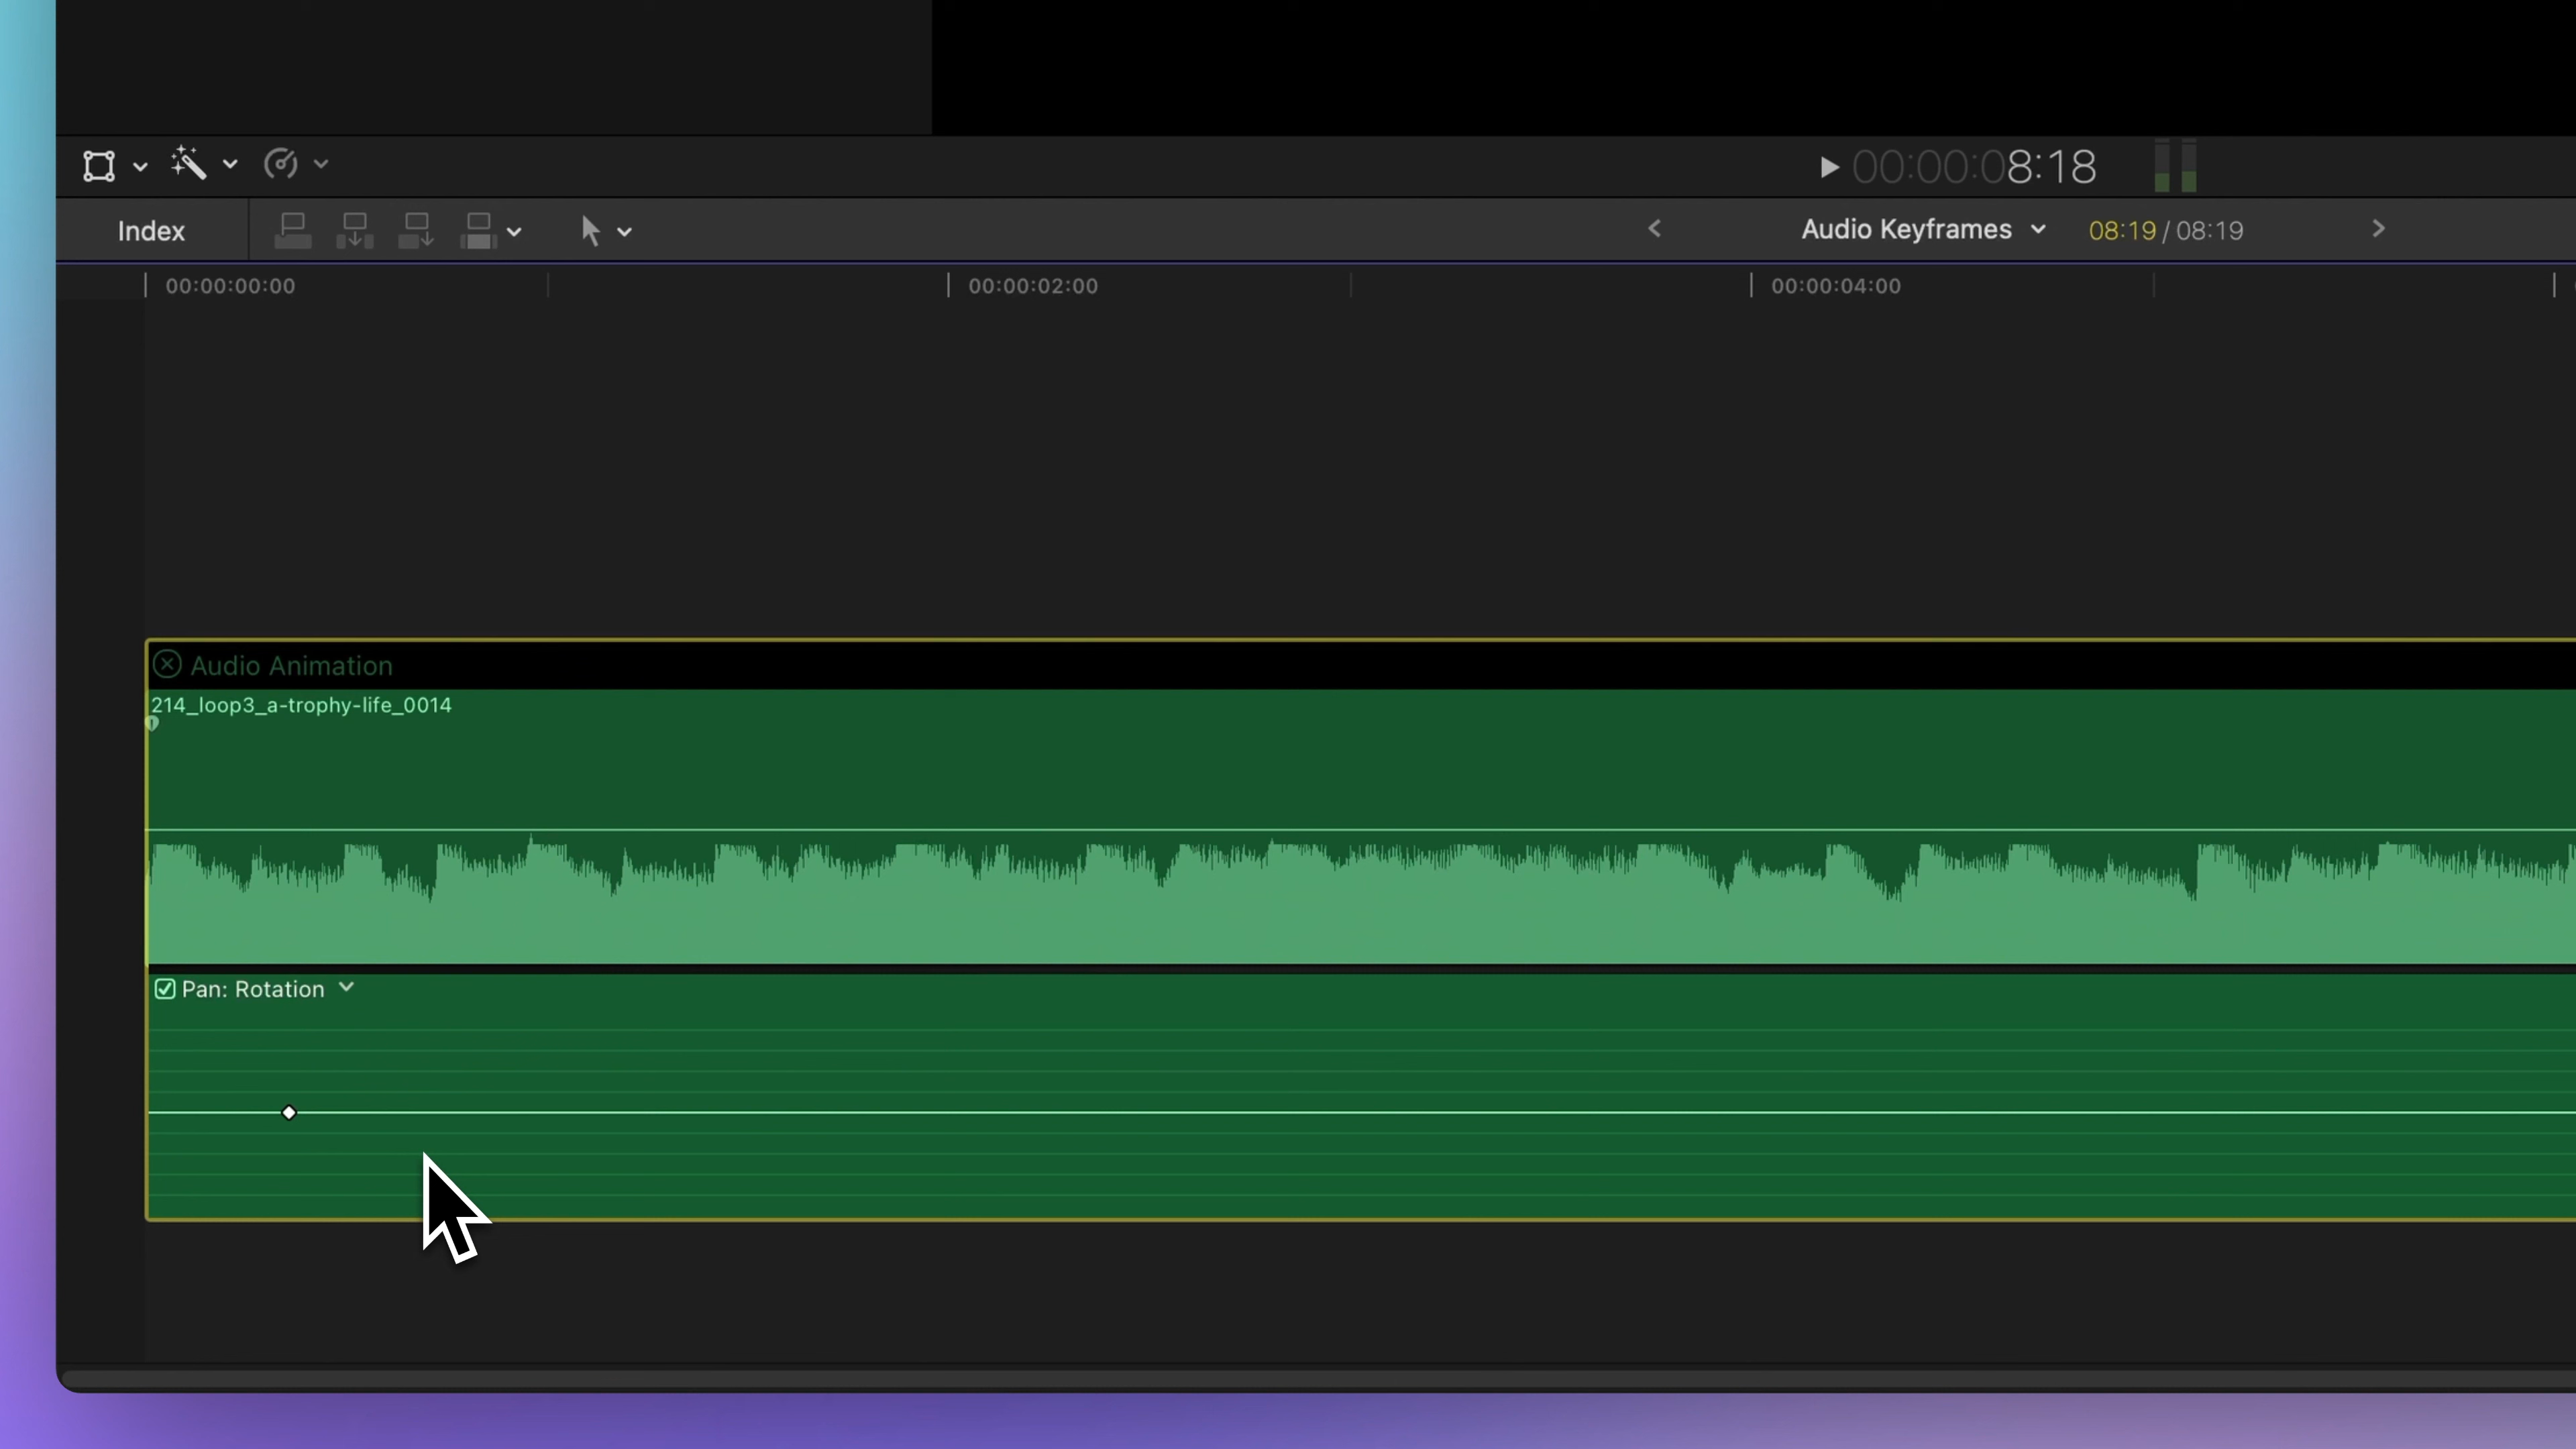 00:00:08:18
Index
Audio Keyframes
08:19 / 08:19
00:00:00:00
00:00:02:00
00:00:04:00
Audio Animation
214_loop3_a-trophy-life_0014
Pan: Rotation